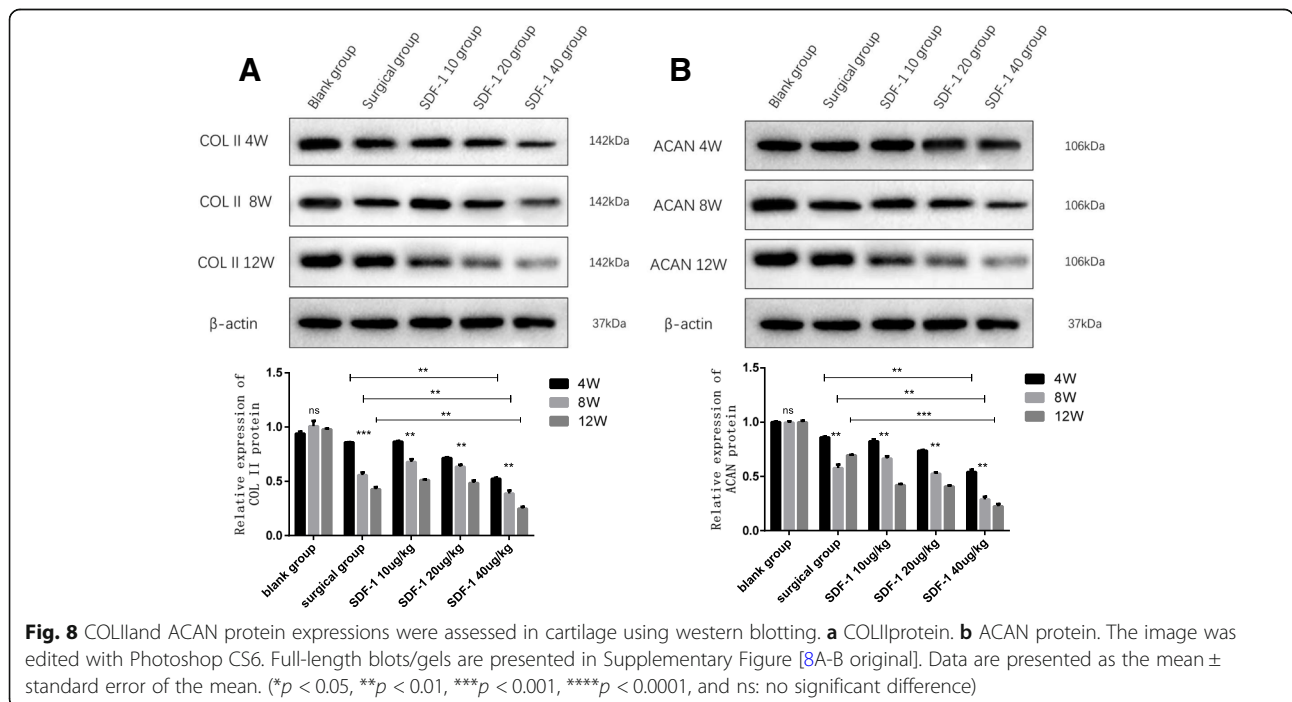 A
Blank group
Surgical group
SDF-1 10 group
SDF-1 20 group
SDF-1 40 group
COL II 4W
142kDa
COL II 8W
142kDa
COL II 12W
142kDa
β-actin
37kDa
Relative expression of
COL II protein
1.5
1.0
0.5
0.0
ns
***
**
**
**
**
**
**
4W
8W
12W
blank group
surgical group
SDF-1 10ug/kg
SDF-1 20ug/kg
SDF-1 40ug/kg
B
Blank group
Surgical group
SDF-1 10 group
SDF-1 20 group
SDF-1 40 group
ACAN 4W
106kDa
ACAN 8W
106kDa
ACAN 12W
106kDa
β-actin
37kDa
Relative expression of
ACAN protein
1.5
1.0
0.5
0.0
ns
**
**
**
**
**
**
***
4W
8W
12W
blank group
surgical group
SDF-1 10ug/kg
SDF-1 20ug/kg
SDF-1 40ug/kg
Fig. 8 COLIIand ACAN protein expressions were assessed in cartilage using western blotting. a COLIIprotein. b ACAN protein. The image was
edited with Photoshop CS6. Full-length blots/gels are presented in Supplementary Figure [8A-B original]. Data are presented as the mean ±
standard error of the mean. (*p < 0.05, **p < 0.01, ***p < 0.001, ****p < 0.0001, and ns: no significant difference)